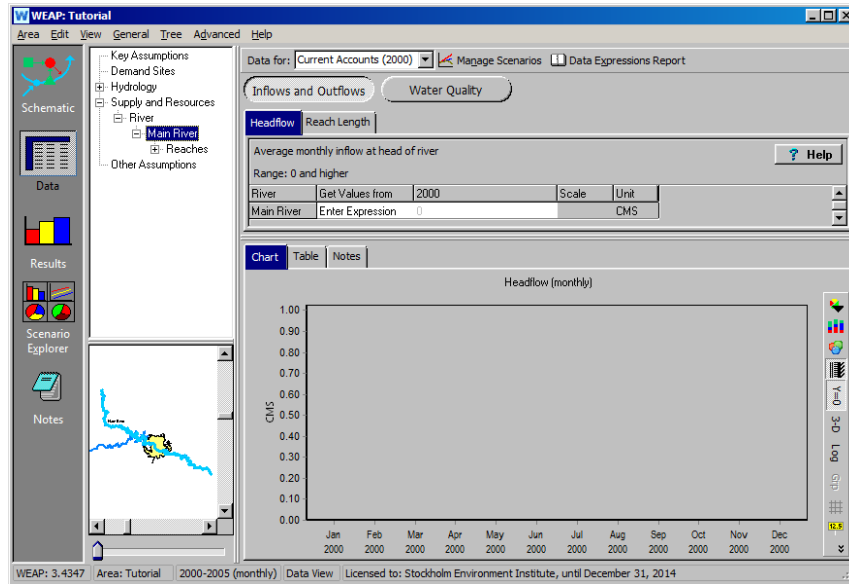 WEAP: Tutorial
Area Edit View General Tree Advanced Help
Schematic
Data
Results
Scenario
Explorer
Notes
Key Assumptions
Demand Sites
Hydrology
Supply and Resources
River
Main River
Reaches
Other Assumptions
Data for: Current Accounts (2000) Manage Scenarios Data Expressions Report
Inflows and Outflows Water Quality
Headflow Reach Length
Average monthly inflow at head of river
? Help
Range: 0 and higher
River Get Values from 2000 Scale Unit
Main River Enter Expression 0 CMS
Chart Table Notes
Headflow (monthly)
CMS
1.00
0.90
0.80
0.70
0.60
0.50
0.40
0.30
0.20
0.10
0.00
Jan Feb Mar Apr May Jun Jul Aug Sep Oct Nov Dec
2000 2000 2000 2000 2000 2000 2000 2000 2000 2000 2000 2000
Y=0
3-D
Log
WEAP: 3.4347 Area: Tutorial 2000-2005 (monthly) Data View Licensed to: Stockholm Environment Institute, until December 31, 2014